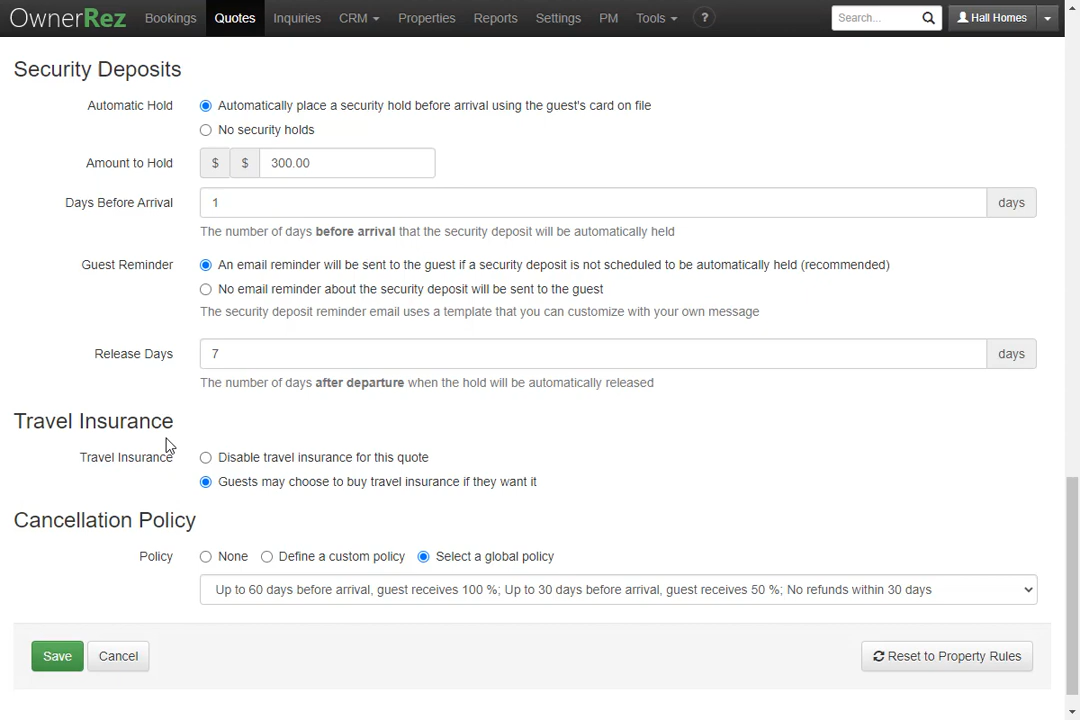 OwnerRez Bookings Quotes Inquiries CRM Properties Reports Settings PM Tools ? Search... Hall Homes
Security Deposits
Automatic Hold Automatically place a security hold before arrival using the guest's card on file
No security holds
Amount to Hold $ $ 300.00
Days Before Arrival 1 days
The number of days before arrival that the security deposit will be automatically held
Guest Reminder An email reminder will be sent to the guest if a security deposit is not scheduled to be automatically held (recommended)
No email reminder about the security deposit will be sent to the guest
The security deposit reminder email uses a template that you can customize with your own message
Release Days 7 days
The number of days after departure when the hold will be automatically released
Travel Insurance
Travel Insurance Disable travel insurance for this quote
Guests may choose to buy travel insurance if they want it
Cancellation Policy
Policy None Define a custom policy Select a global policy
Up to 60 days before arrival, guest receives 100 %; Up to 30 days before arrival, guest receives 50 %; No refunds within 30 days
Save Cancel Reset to Property Rules